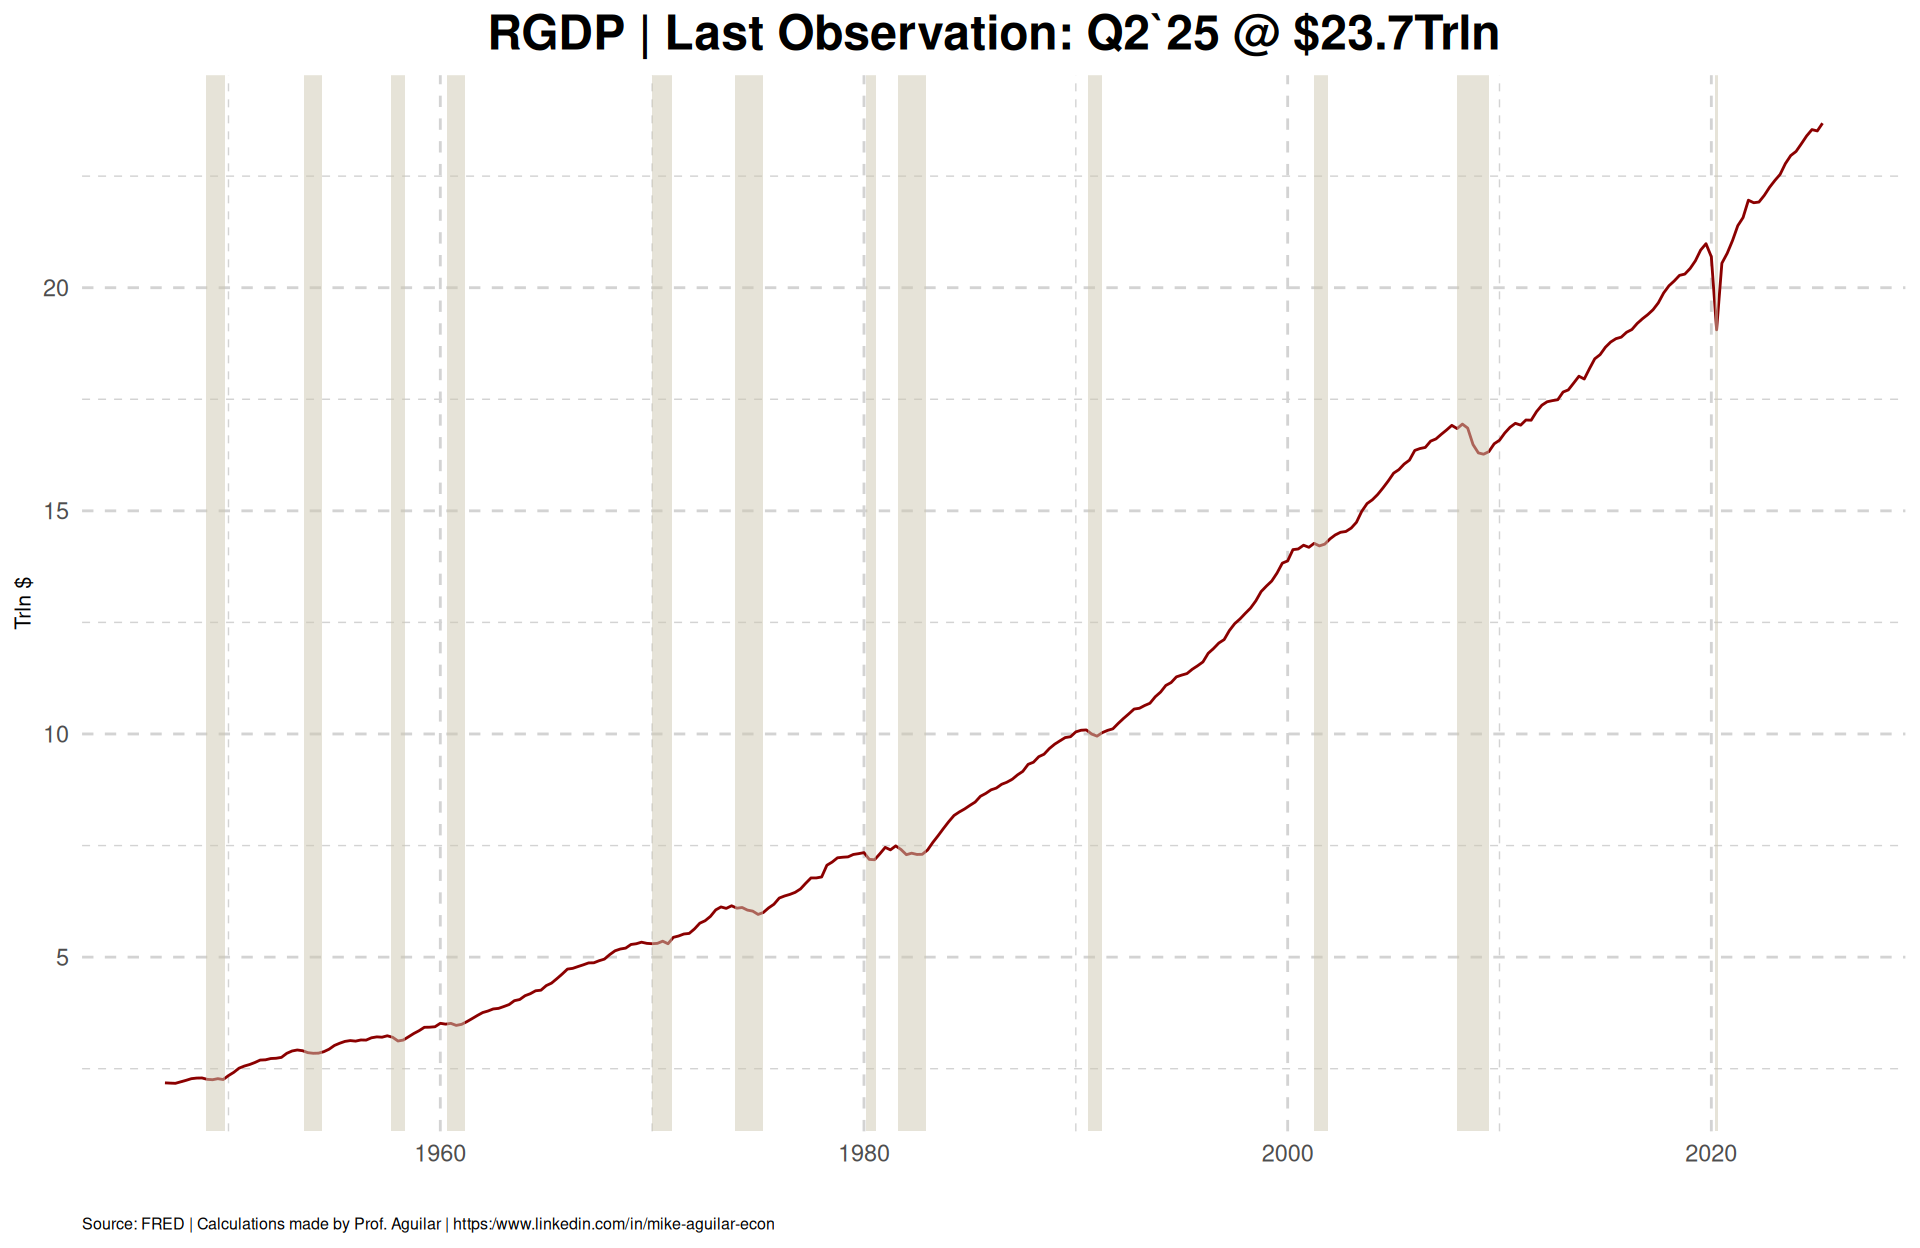 RGDP | Last Observation: Q2`25 @ $23.7Trln
Trln $
20
15
10
5
1960
1980
2000
2020
Source: FRED | Calculations made by Prof. Aguilar | https:/www.linkedin.com/in/mike-aguilar-econ